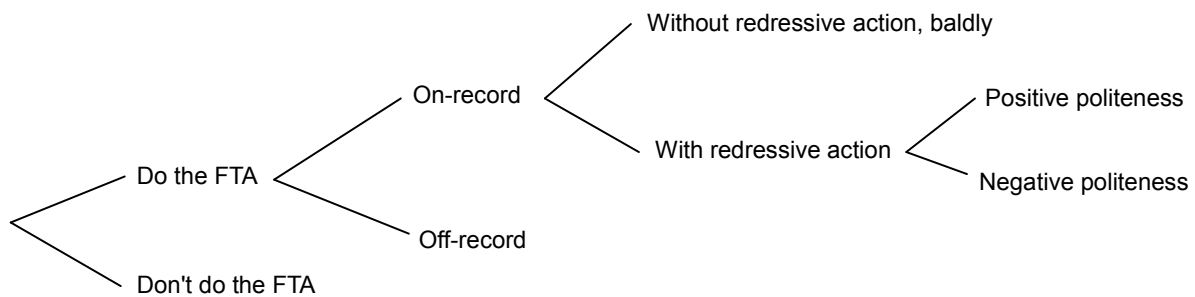 Without redressive action, baldly
On-record
Positive politeness
With redressive action
Do the FTA
Negative politeness
Off-record
Don't do the FTA